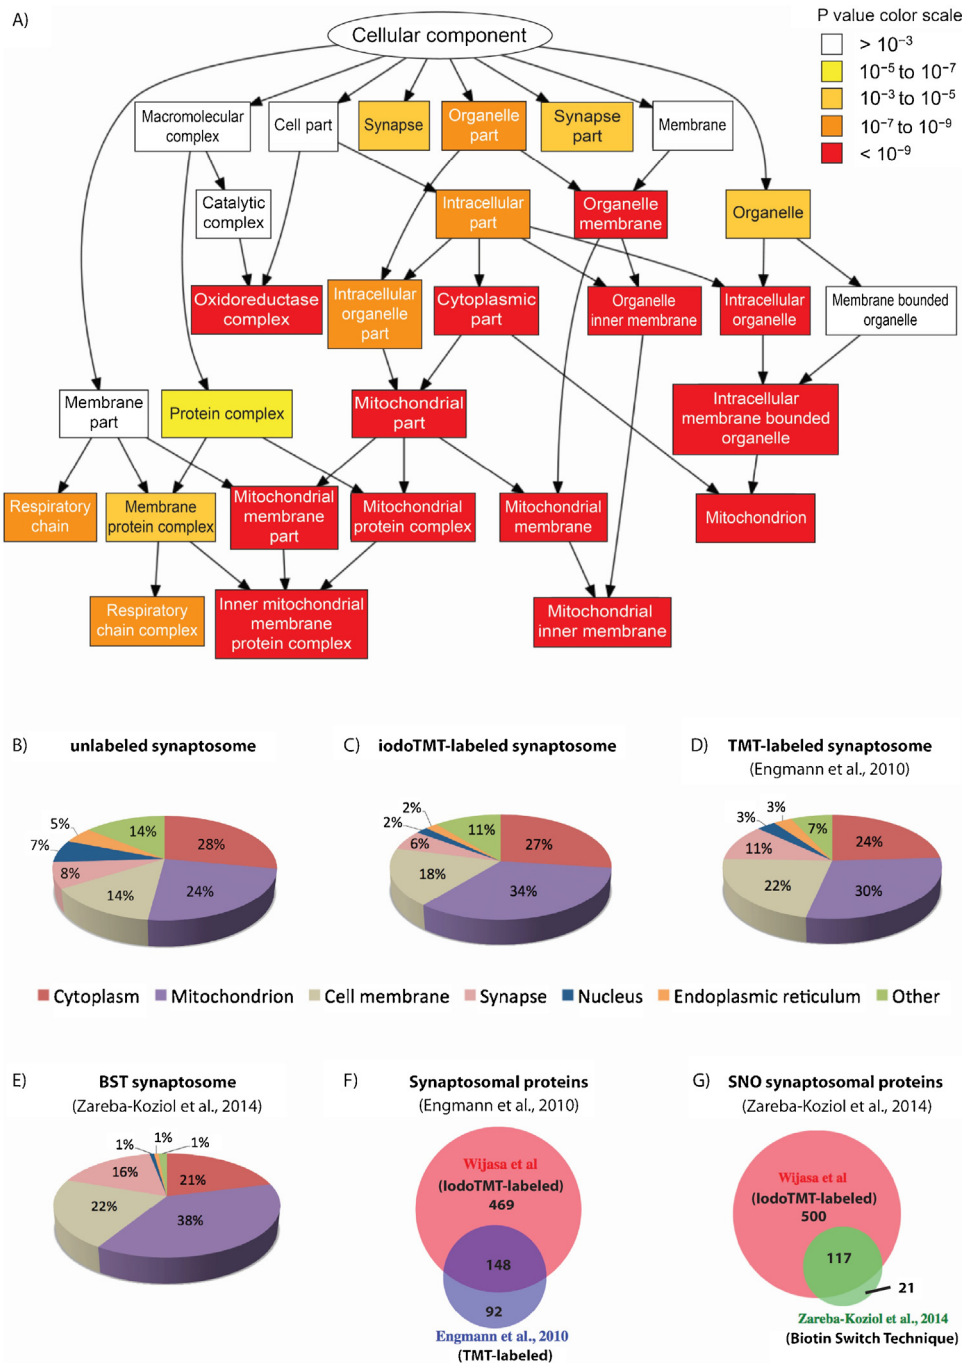 A)
Cellular component
P value color scale
> 10⁻³
10⁻⁵ to 10⁻⁷
10⁻³ to 10⁻⁵
10⁻⁷ to 10⁻⁹
< 10⁻⁹
Macromolecular
complex
Cell part
Synapse
Organelle
part
Synapse
part
Membrane
Catalytic
complex
Intracellular
part
Organelle
membrane
Organelle
Oxidoreductase
complex
Intracellular
organelle
part
Cytoplasmic
part
Organelle
inner membrane
Intracellular
organelle
Membrane bounded
organelle
Membrane
part
Protein complex
Mitochondrial
part
Intracellular
membrane bounded
organelle
Respiratory
chain
Membrane
protein complex
Mitochondrial
membrane
part
Mitochondrial
protein complex
Mitochondrial
membrane
Mitochondrion
Respiratory
chain complex
Inner mitochondrial
membrane
protein complex
Mitochondrial
inner membrane
B) unlabeled synaptosome
5%
14%
28%
7%
8%
14%
24%
C) iodoTMT-labeled synaptosome
2%
11%
27%
2%
6%
18%
34%
D) TMT-labeled synaptosome
(Engmann et al., 2010)
3%
3%
7%
24%
11%
22%
30%
Cytoplasm Mitochondrion Cell membrane Synapse Nucleus Endoplasmic reticulum Other
E) BST synaptosome
(Zareba-Koziol et al., 2014)
1%
1%
1%
16%
21%
22%
38%
F) Synaptosomal proteins
(Engmann et al., 2010)
Wijasa et al
(IodoTMT-labeled)
469
148
92
Engmann et al., 2010
(TMT-labeled)
G) SNO synaptosomal proteins
(Zareba-Koziol et al., 2014)
Wijasa et al
(IodoTMT-labeled)
500
117
21
Zareba-Koziol et al., 2014
(Biotin Switch Technique)